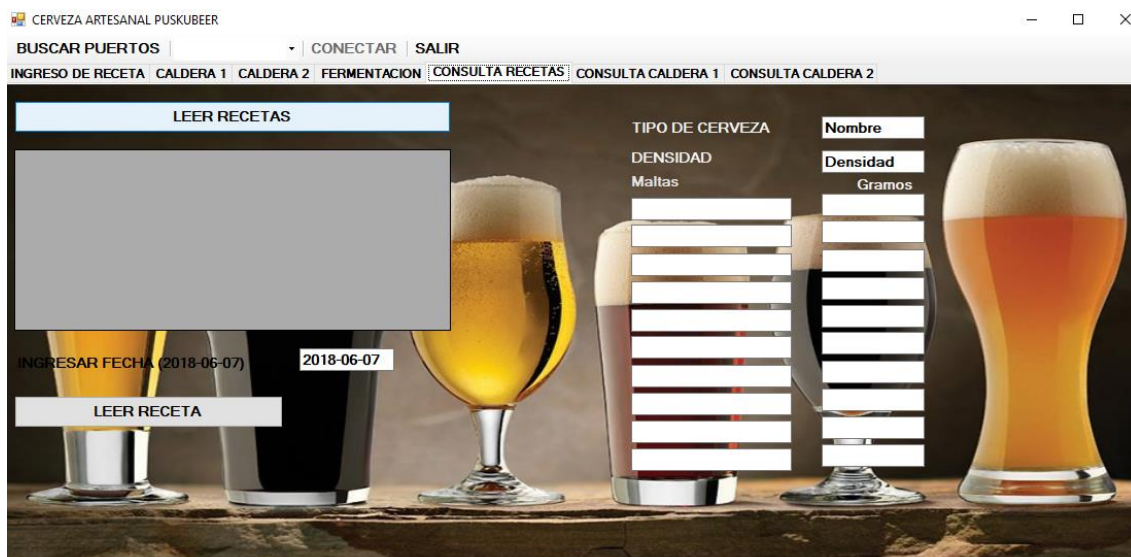 CERVEZA ARTESANAL PUSKUBEER
BUSCAR PUERTOS CONECTAR SALIR
INGRESO DE RECETA CALDERA 1 CALDERA 2 FERMENTACION CONSULTA RECETAS CONSULTA CALDERA 1 CONSULTA CALDERA 2
LEER RECETAS
TIPO DE CERVEZA Nombre
DENSIDAD Densidad
Maltas Gramos
INGRESAR FECHA (2018-06-07) 2018-06-07
LEER RECETA